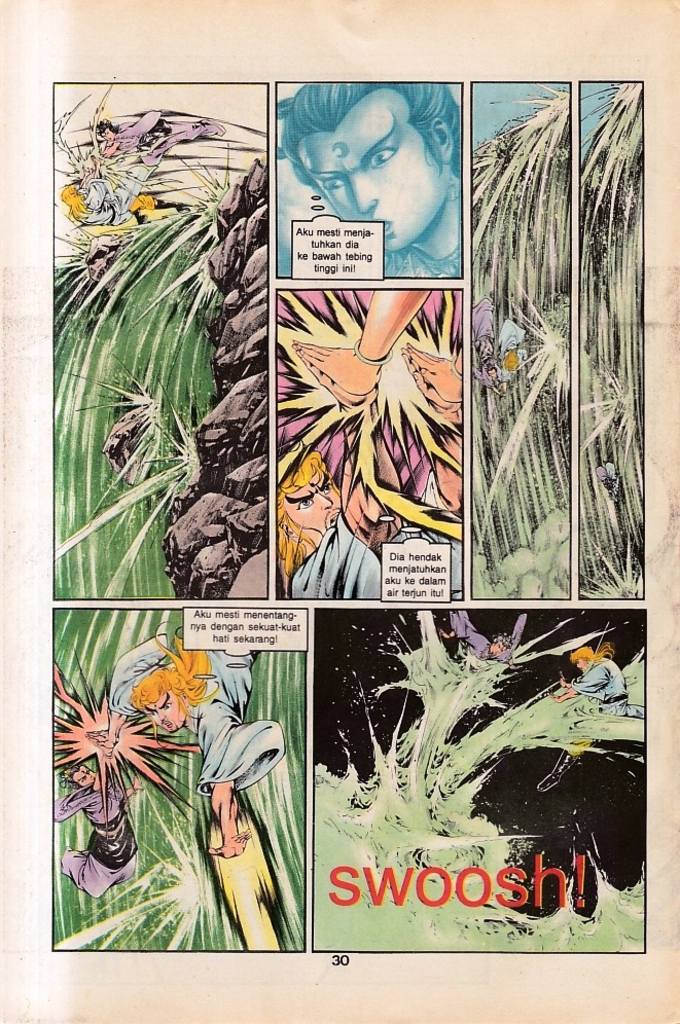 Aku mesti menja-
tuhkan dia
ke bawah tebing
tinggi ini!
Dia hendak
menjatuhkan
aku ke dalam
air terjun itu!
Aku mesti menentang-
nya dengan sekuat-kuat
hati sekarang!
swoosh!
30